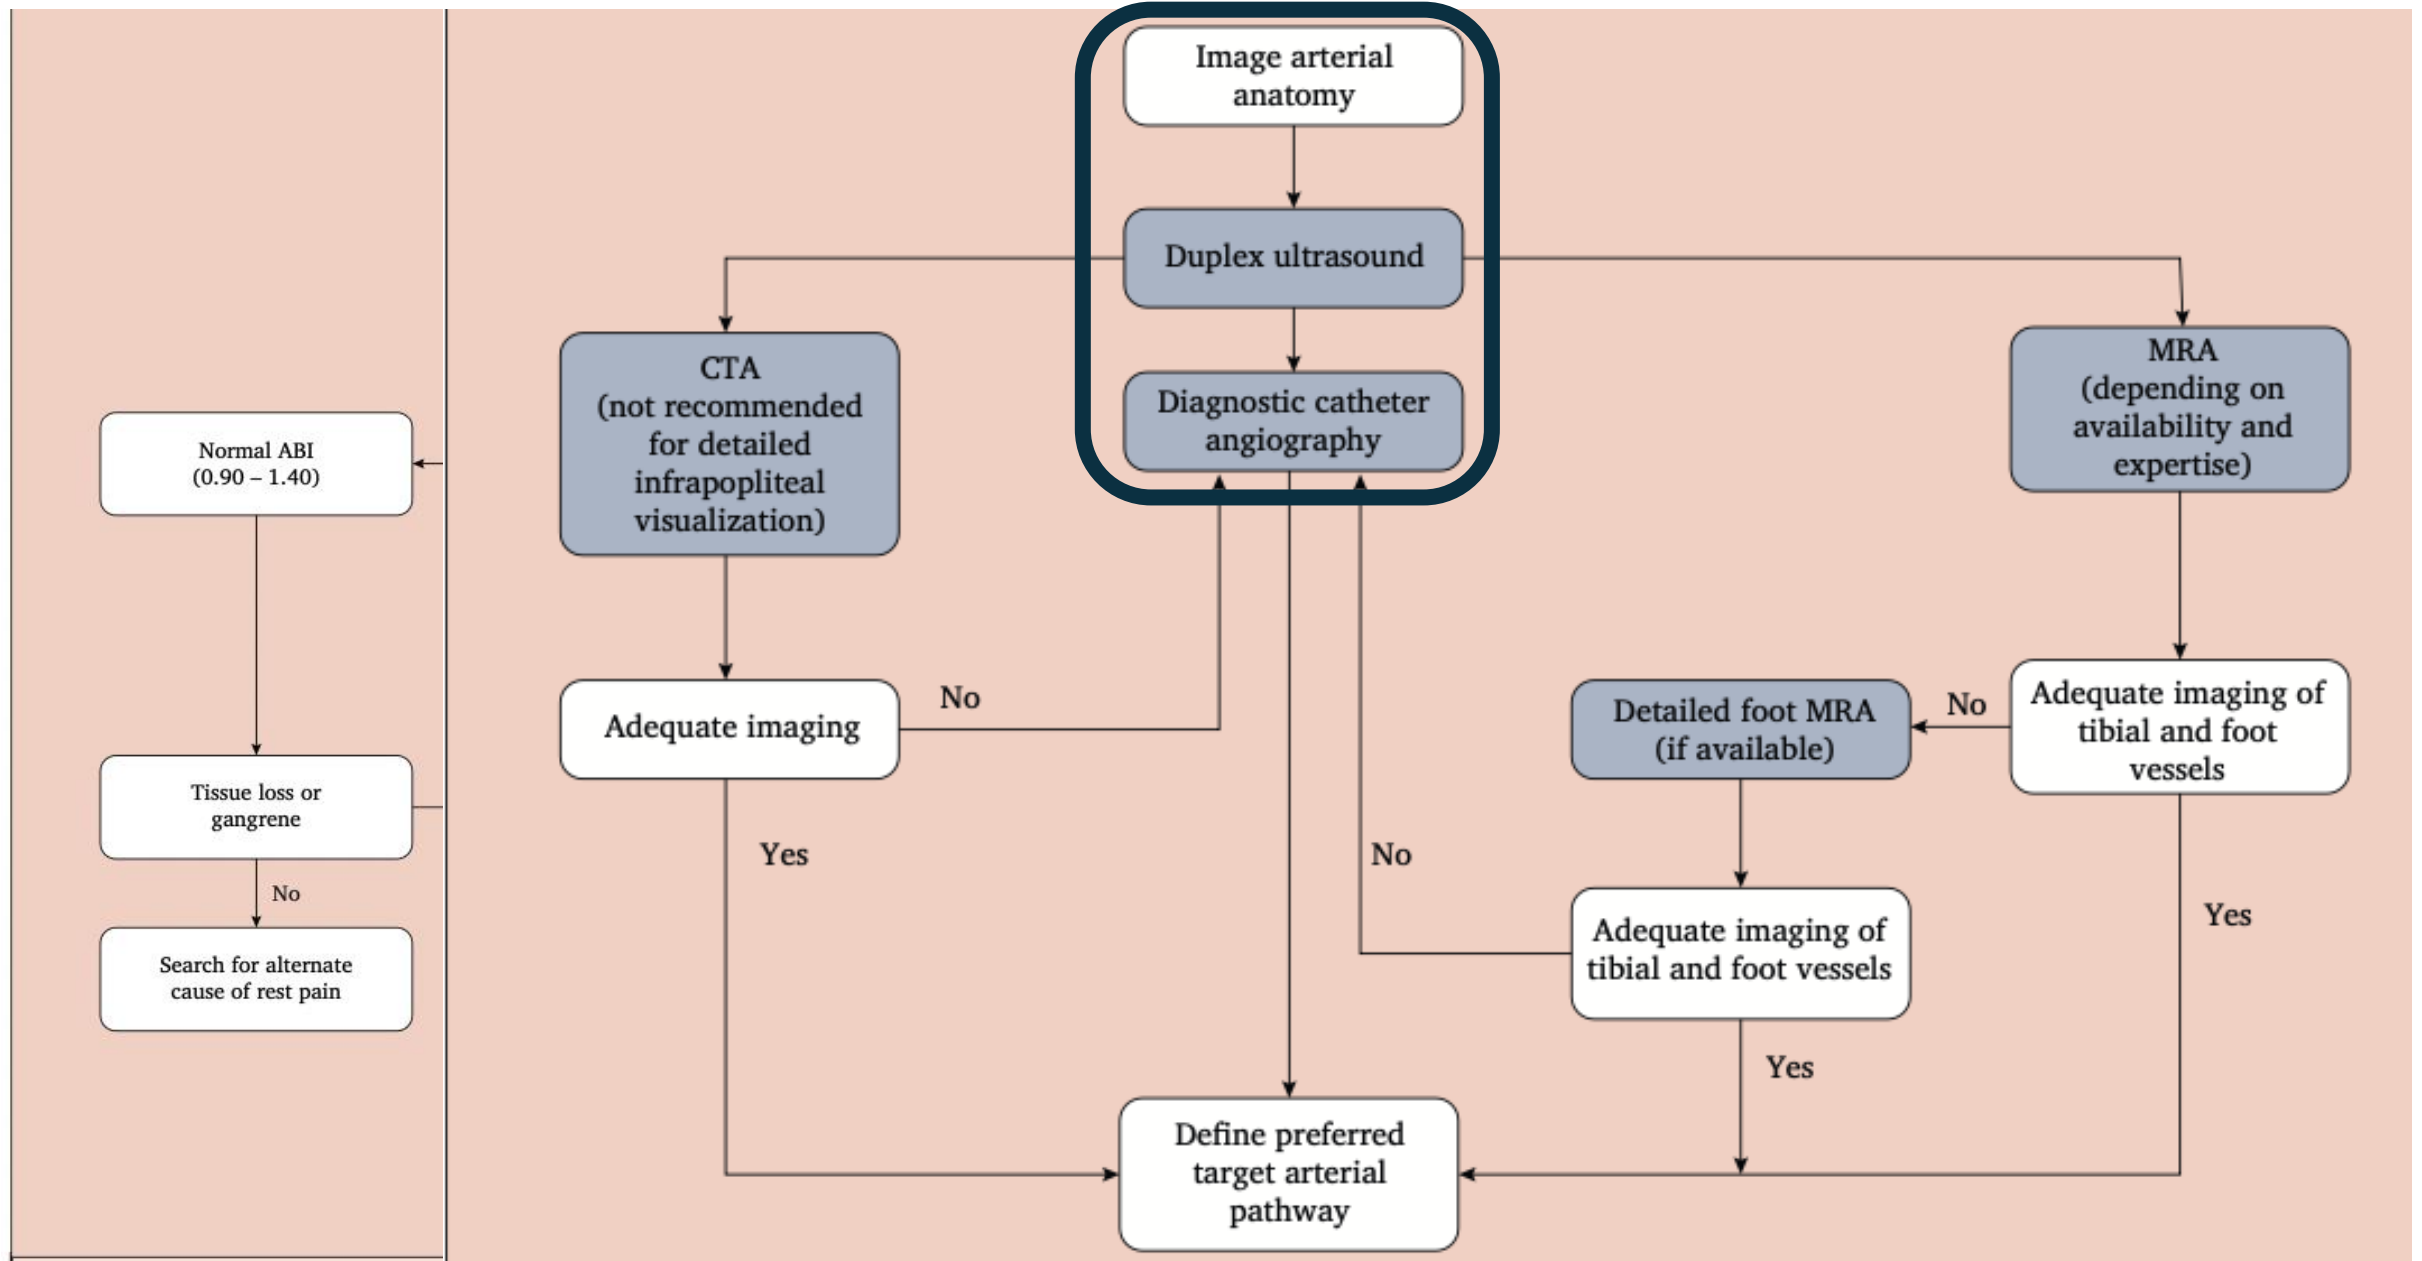 Normal ABI
(0.90 – 1.40)
Tissue loss or
gangrene
No
Search for alternate
cause of rest pain
Image arterial
anatomy
Duplex ultrasound
Diagnostic catheter
angiography
CTA
(not recommended
for detailed
infrapopliteal
visualization)
Adequate imaging
No
Yes
MRA
(depending on
availability and
expertise)
Adequate imaging of
tibial and foot
vessels
No
Yes
Detailed foot MRA
(if available)
Adequate imaging of
tibial and foot vessels
No
Yes
Define preferred
target arterial
pathway